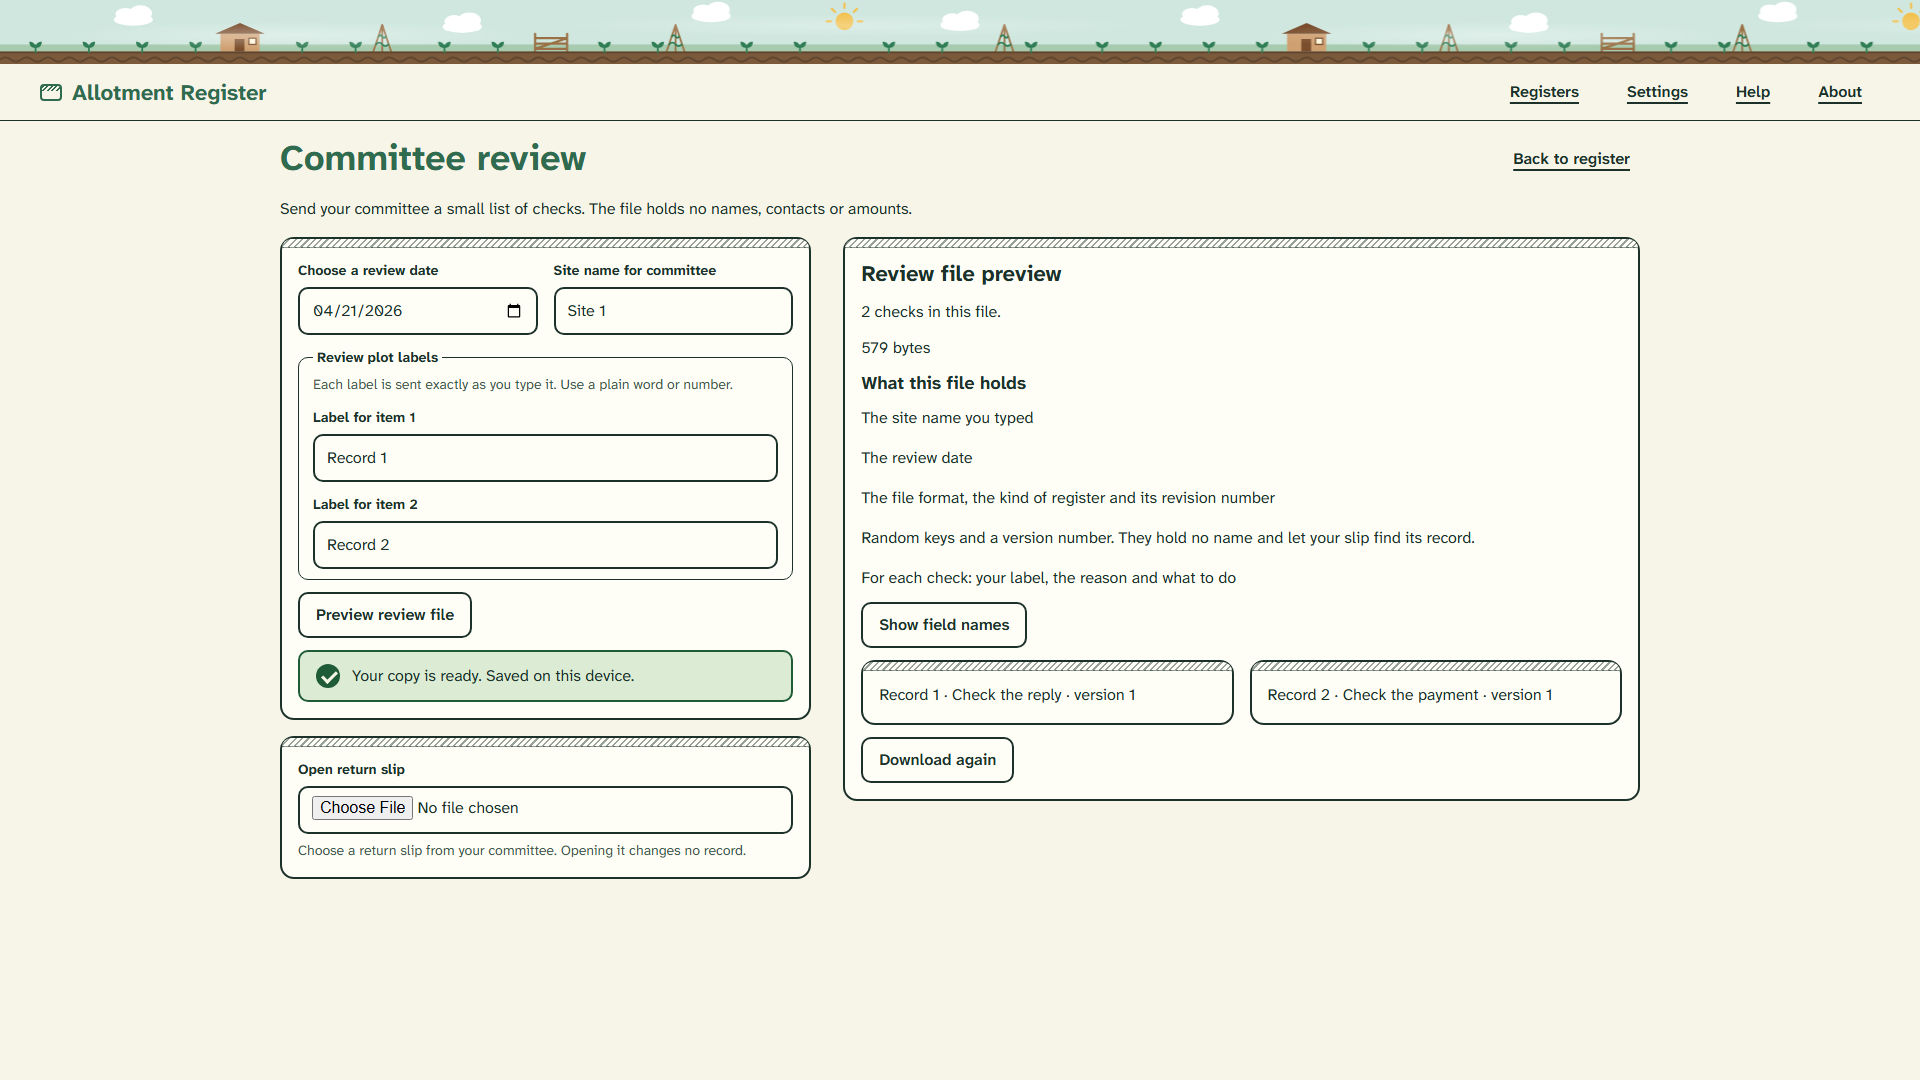 Allotment Register
Registers
Settings
Help
About
Committee review
Back to register
Send your committee a small list of checks. The file holds no names, contacts or amounts.
Choose a review date
Site name for committee
04/21/2026
Site 1
Review plot labels
Each label is sent exactly as you type it. Use a plain word or number.
Label for item 1
Record 1
Label for item 2
Record 2
Preview review file
Your copy is ready. Saved on this device.
Open return slip
Choose File No file chosen
Choose a return slip from your committee. Opening it changes no record.
Review file preview
2 checks in this file.
579 bytes
What this file holds
The site name you typed
The review date
The file format, the kind of register and its revision number
Random keys and a version number. They hold no name and let your slip find its record.
For each check: your label, the reason and what to do
Show field names
Record 1 · Check the reply · version 1
Record 2 · Check the payment · version 1
Download again